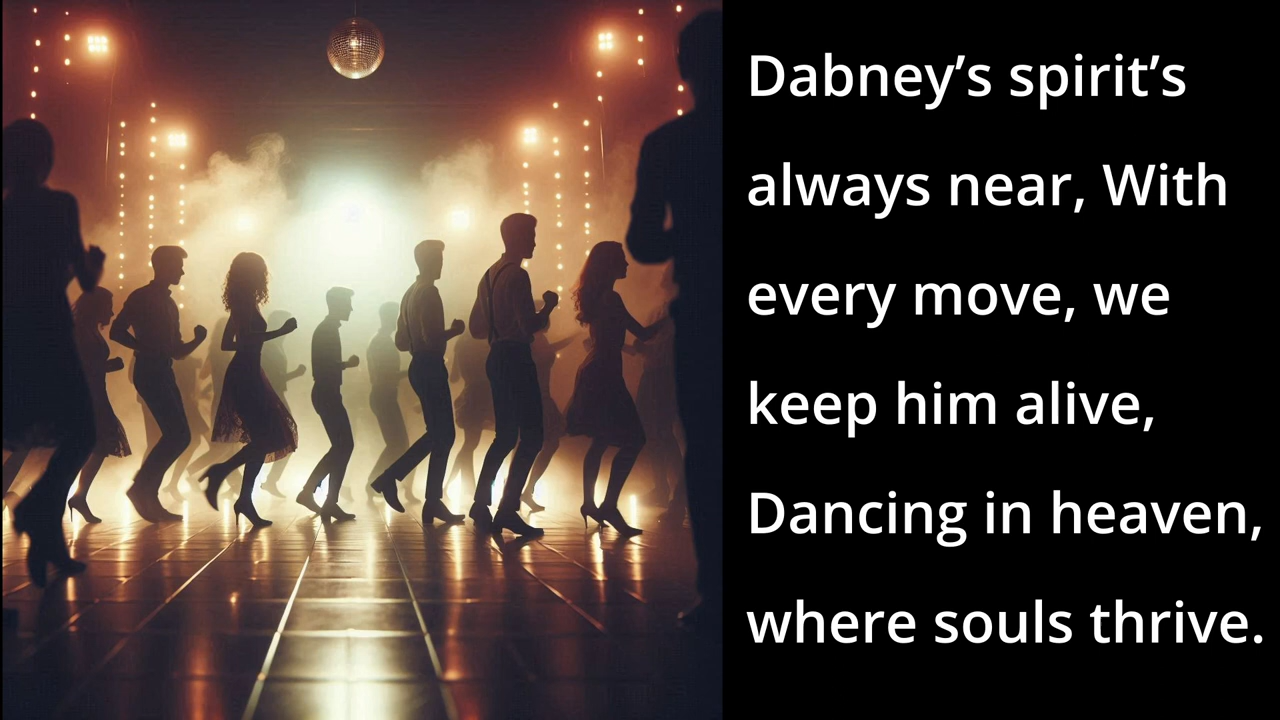 Dabney’s spirit’s
always near, With
every move, we
keep him alive,
Dancing in heaven,
where souls thrive.